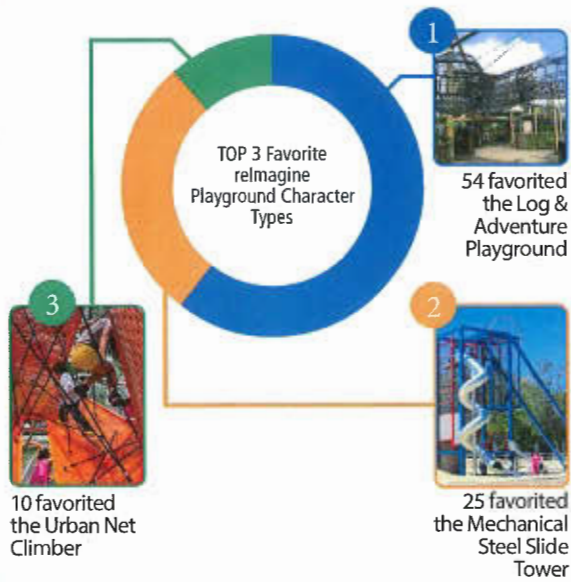 TOP 3 Favorite
reImagine
Playground Character
Types
1
54 favorited
the Log &
Adventure
Playground
2
25 favorited
the Mechanical
Steel Slide
Tower
3
10 favorited
the Urban Net
Climber